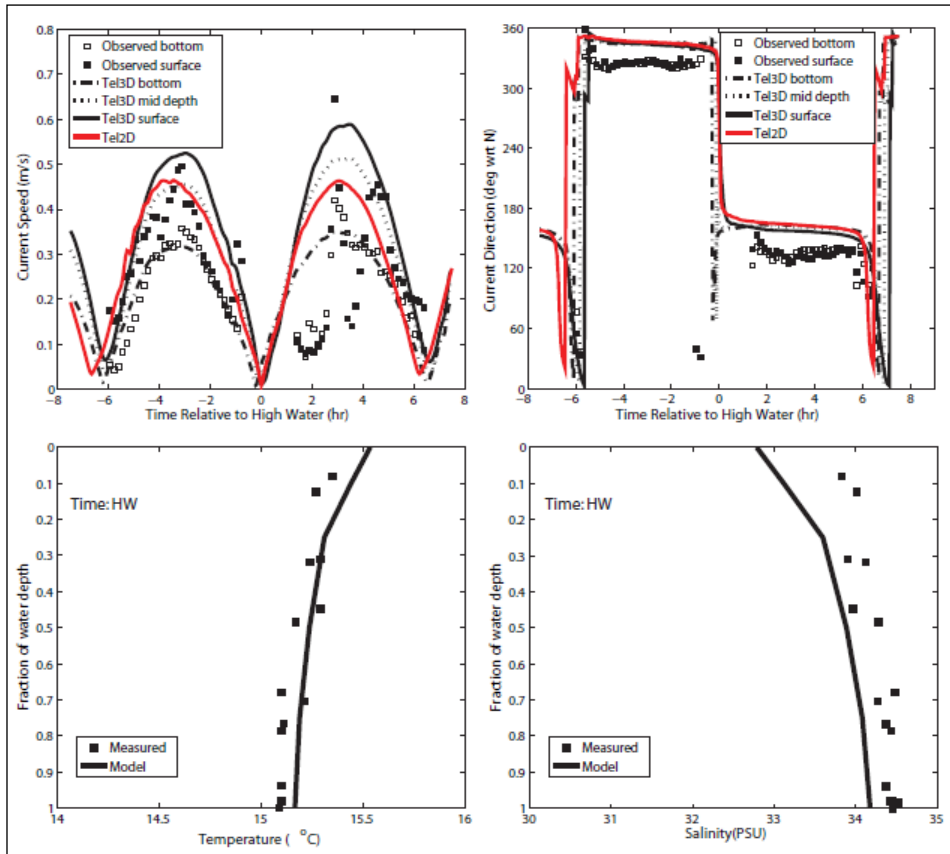 0.8
0.7
0.6
0.5
0.4
0.3
0.2
0.1
0
Current Speed (m/s)
Observed bottom
Observed surface
Tel3D bottom
Tel3D mid depth
Tel3D surface
Tel2D
−8 −6 −4 −2 0 2 4 6 8
Time Relative to High Water (hr)
360
300
240
180
120
60
0
Current Direction (deg wrt N)
Observed bottom
Observed surface
Tel3D bottom
Tel3D mid depth
Tel3D surface
Tel2D
−8 −6 −4 −2 0 2 4 6 8
Time Relative to High Water (hr)
0
0.1
0.2
0.3
0.4
0.5
0.6
0.7
0.8
0.9
1
Fraction of water depth
Time: HW
Measured
Model
14 14.5 15 15.5 16
Temperature ( °C)
0
0.1
0.2
0.3
0.4
0.5
0.6
0.7
0.8
0.9
1
Fraction of water depth
Time: HW
Measured
Model
30 31 32 33 34 35
Salinity(PSU)